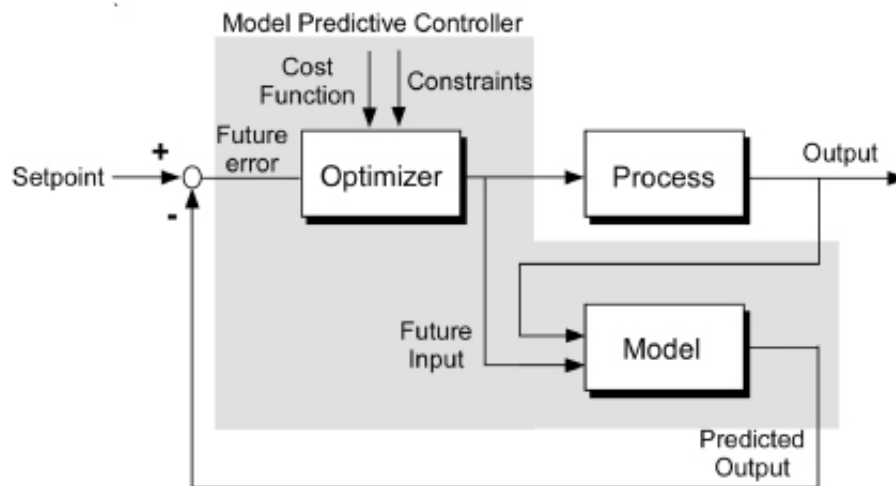 Model Predictive Controller
Cost
Function
Constraints
Future
error
+
Setpoint
-
Optimizer
Process
Output
Future
Input
Model
Predicted
Output